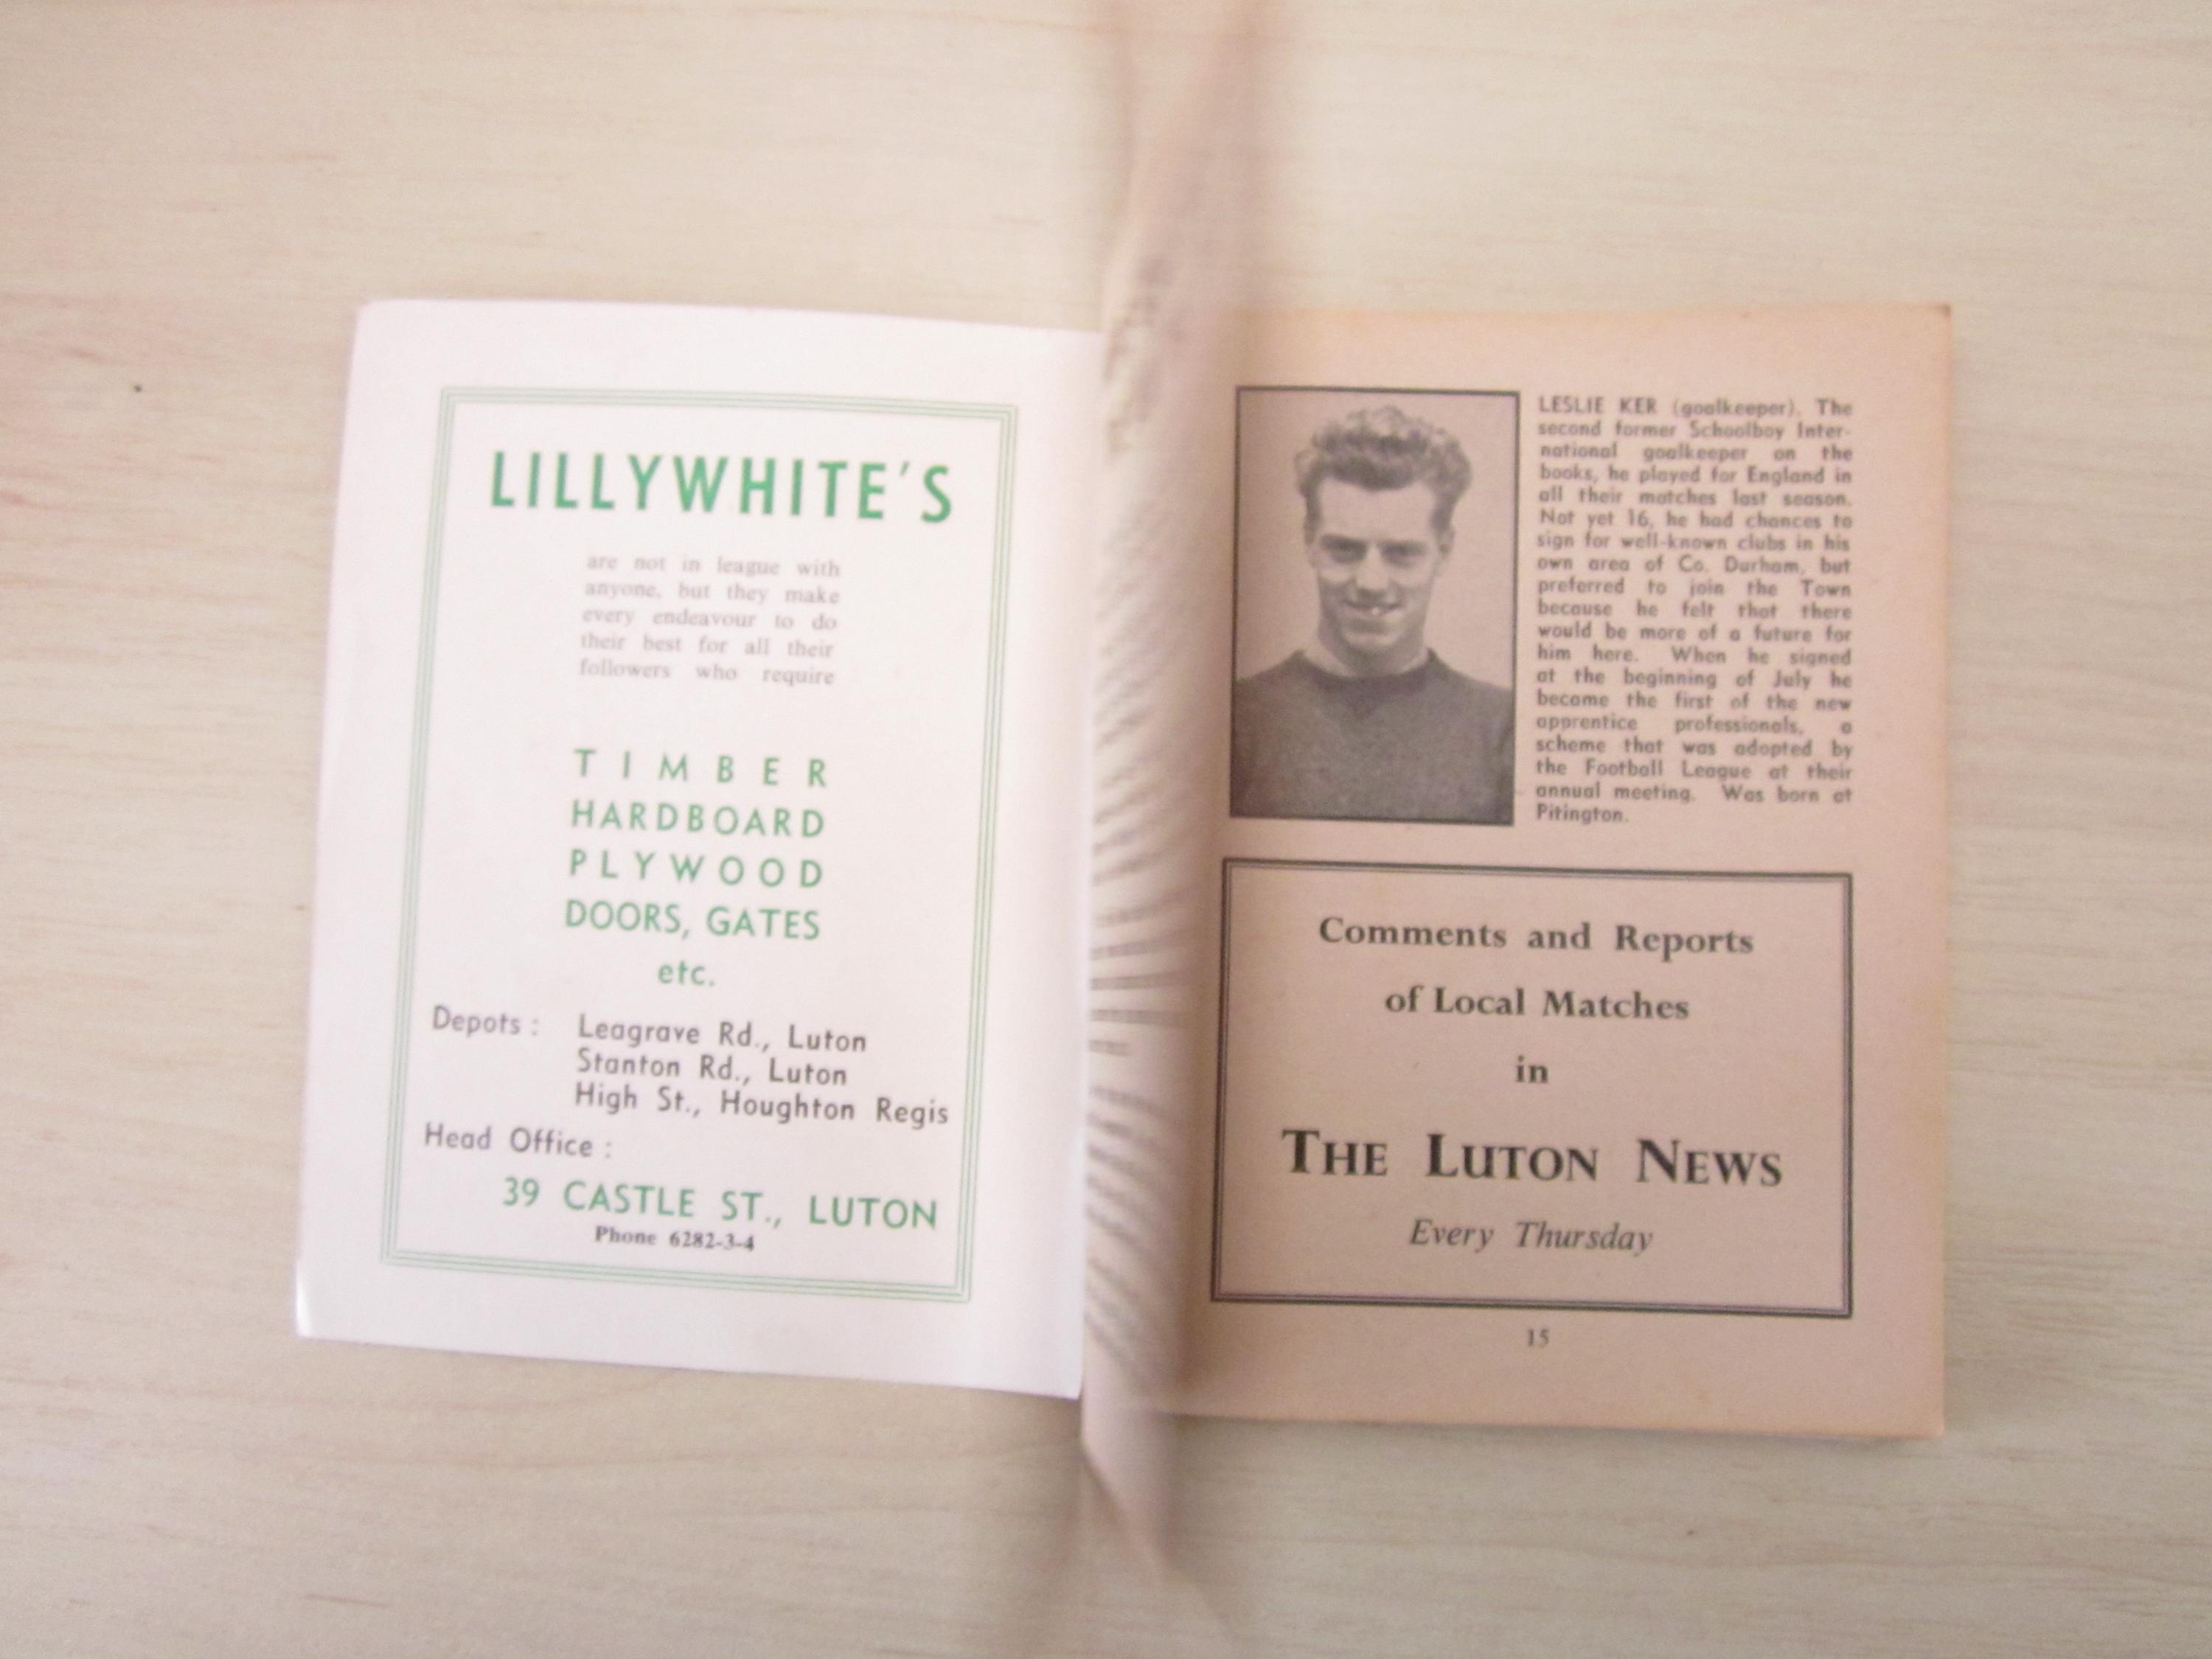 LILLYWHITE'S
are not in league with
anyone, but they make
every endeavour to do
their best for all their
followers who require
TIMBER
HARDBOARD
PLYWOOD
DOORS, GATES
etc.
Depots : Leagrave Rd., Luton
Stanton Rd., Luton
High St., Houghton Regis
Head Office :
39 CASTLE ST., LUTON
Phone 6282-3-4
LESLIE KER (goalkeeper). The
second former Schoolboy Inter-
national goalkeeper on the
books, he played for England in
all their matches last season.
Not yet 16, he had chances to
sign for well-known clubs in his
own area of Co. Durham, but
preferred to join the Town
because he felt that there
would be more of a future for
him here. When he signed
at the beginning of July he
became the first of the new
apprentice professionals, a
scheme that was adopted by
the Football League at their
annual meeting. Was born at
Pitington.
Comments and Reports
of Local Matches
in
THE LUTON NEWS
Every Thursday
15